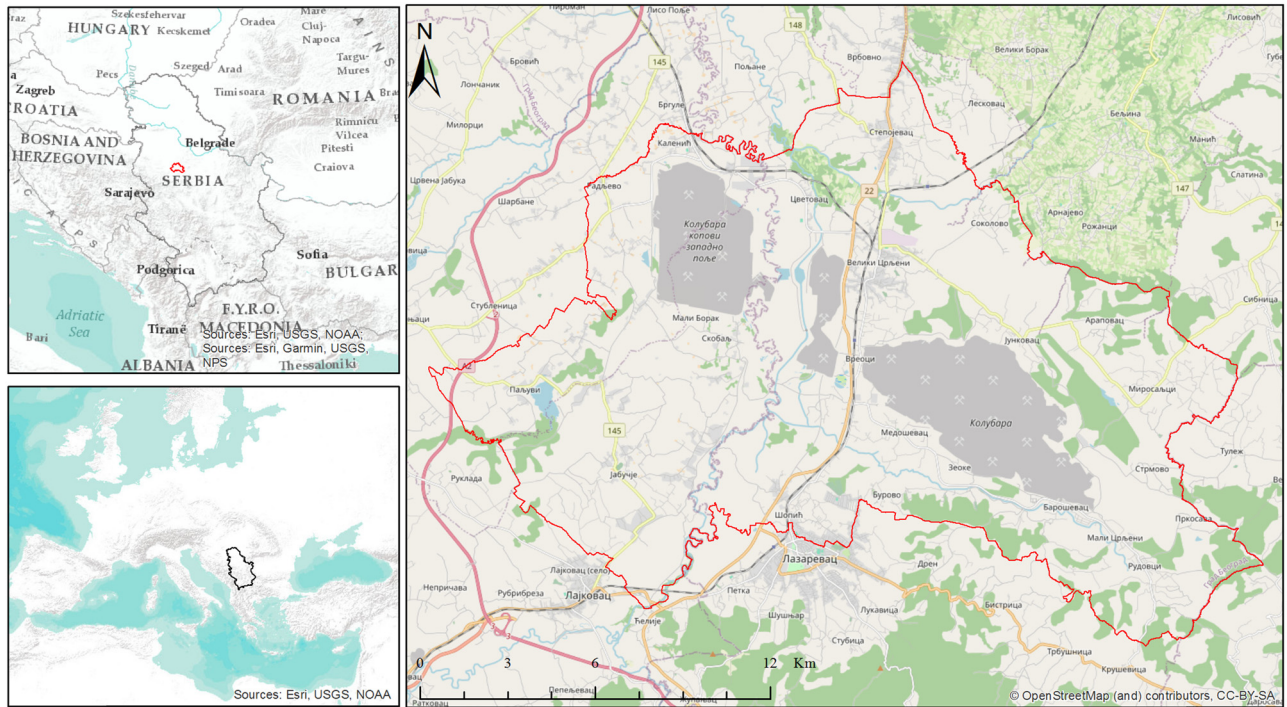 Szekesfehervar
Oradea
HUNGARY
Kecskemet
Cluj-
Napoca
Pecs
Szeged
Arad
Targu-
Mures
Zagreb
Timisoara
ROMANIA
CROATIA
Rimnicu
Vilcea
BOSNIA AND
HERZEGOVINA
Belgrade
Pitesti
Craiova
SERBIA
Sarajevo
Sofia
Podgorica
BULGAR
Adriatic
Sea
F.Y.R.O.
MACEDONIA
Bari
Tiranë
ALBANIA
Thessaloniki
Sources: Esri, USGS, NOAA;
Sources: Esri, Garmin, USGS,
NPS
Sources: Esri, USGS, NOAA
N
Лисо Поље
148
Лисовић
Бровић
145
Пољане
Врбовно
Велики Борак
Лончаник
Лесковац
Бељина
Милорци
Бргуле
Степојевац
Манић
Каленић
Слатина
Црвена Јабука
Радљево
22
147
Шарбане
Цветовац
Соколово
Арнајево
Рожанци
Колубара
копови
западно
поље
Велики Црљени
Сибница
Стубленица
Мали Борак
Араповац
Скобаљ
Јунковац
A2
Вреоци
Паљуви
Миросаљци
145
Колубара
Медошевац
Тулеж
Јабучје
Зеоке
Стрмово
Руклада
Бурово
Барошевац
Шопић
Пркосава
Мали Црљени
Лазаревац
Рудовци
Лајковац (село)
Дрен
Непричава
Рубрибреза
Лајковац
Петка
Бистрица
Лукавица
Ћелије
Шушњар
Стубица
Трбушница
Крушевица
Пепељевац
Ратковац
0
3
6
12
Km
© OpenStreetMap (and) contributors, CC-BY-SA